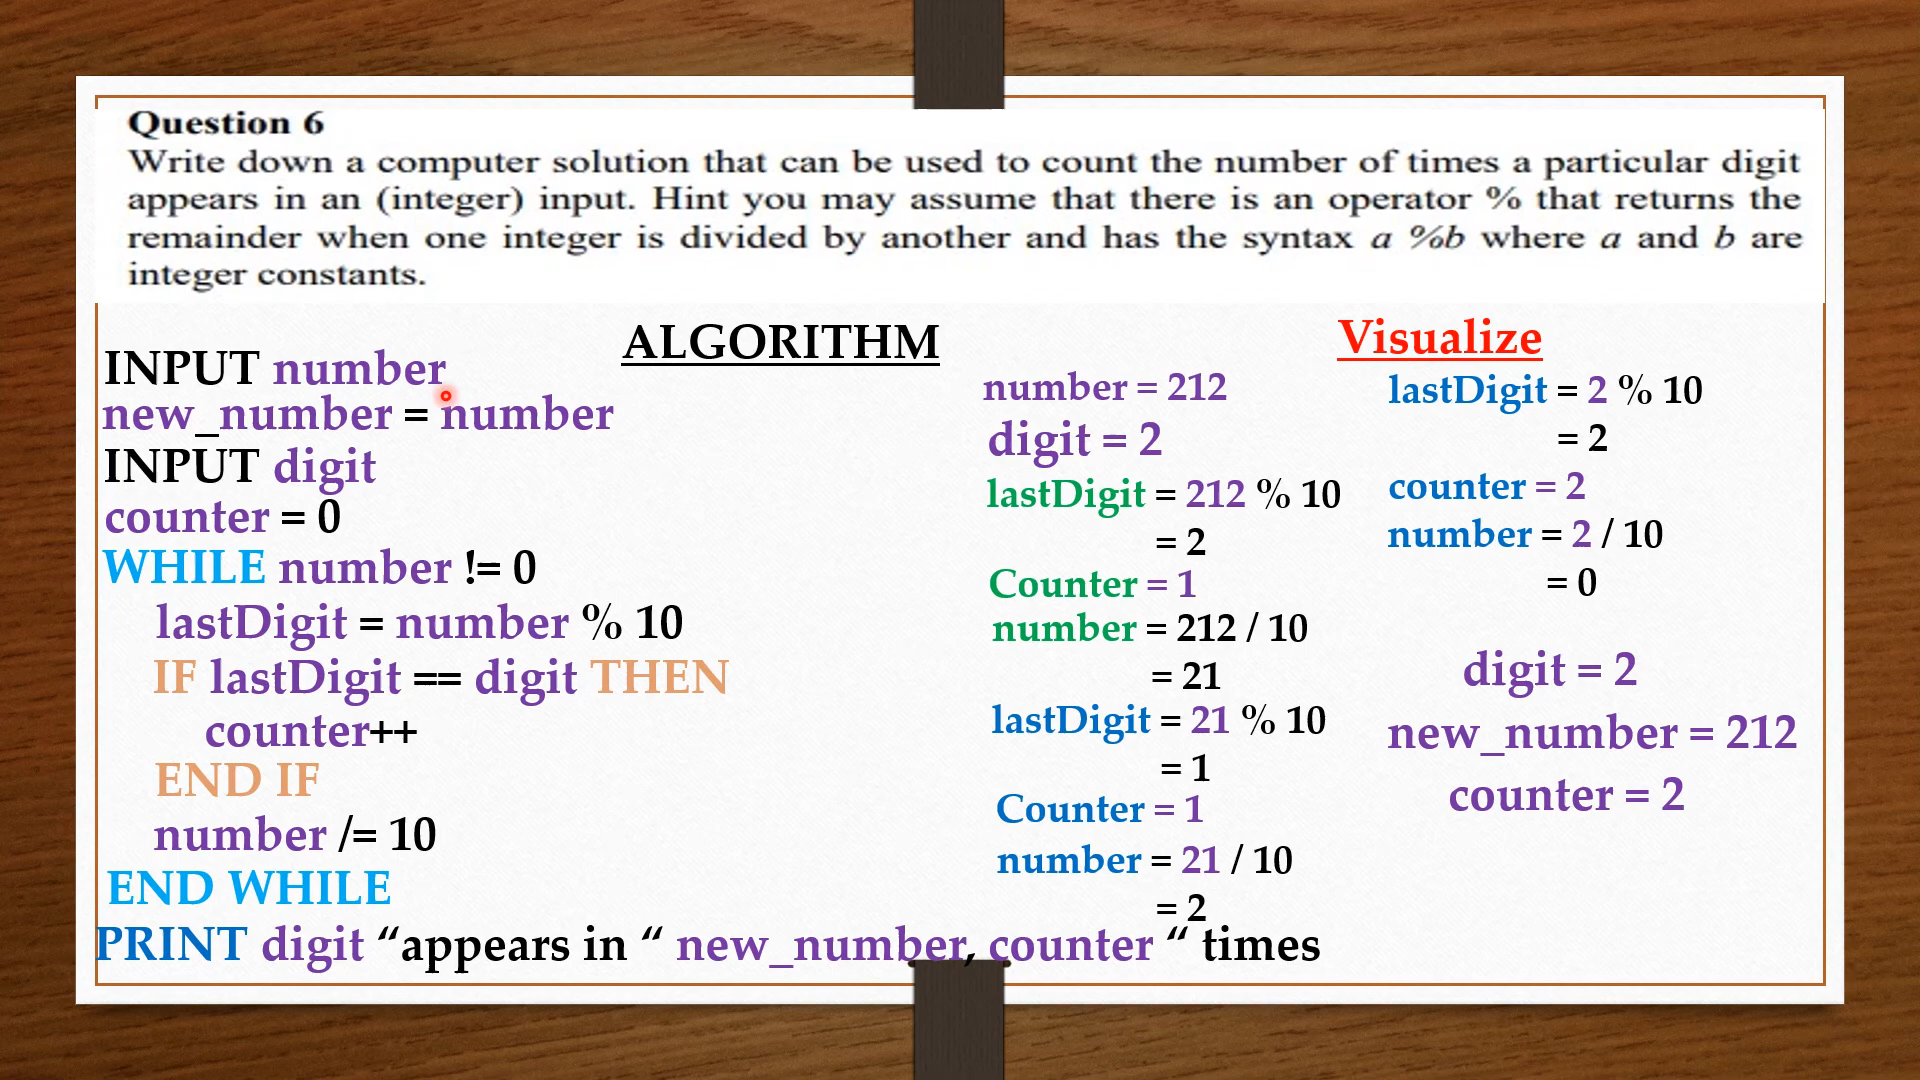 Question 6
Write down a computer solution that can be used to count the number of times a particular digit
appears in an (integer) input. Hint you may assume that there is an operator % that returns the
remainder when one integer is divided by another and has the syntax a %b where a and b are
integer constants.
ALGORITHM
INPUT number
new_number = number
INPUT digit
counter = 0
WHILE number != 0
lastDigit = number % 10
IF lastDigit == digit THEN
counter++
END IF
number /= 10
END WHILE
PRINT digit “appears in “ new_number, counter “ times
Visualize
number = 212
digit = 2
lastDigit = 212 % 10
= 2
Counter = 1
number = 212 / 10
= 21
lastDigit = 21 % 10
= 1
Counter = 1
number = 21 / 10
= 2
lastDigit = 2 % 10
= 2
counter = 2
number = 2 / 10
= 0
digit = 2
new_number = 212
counter = 2